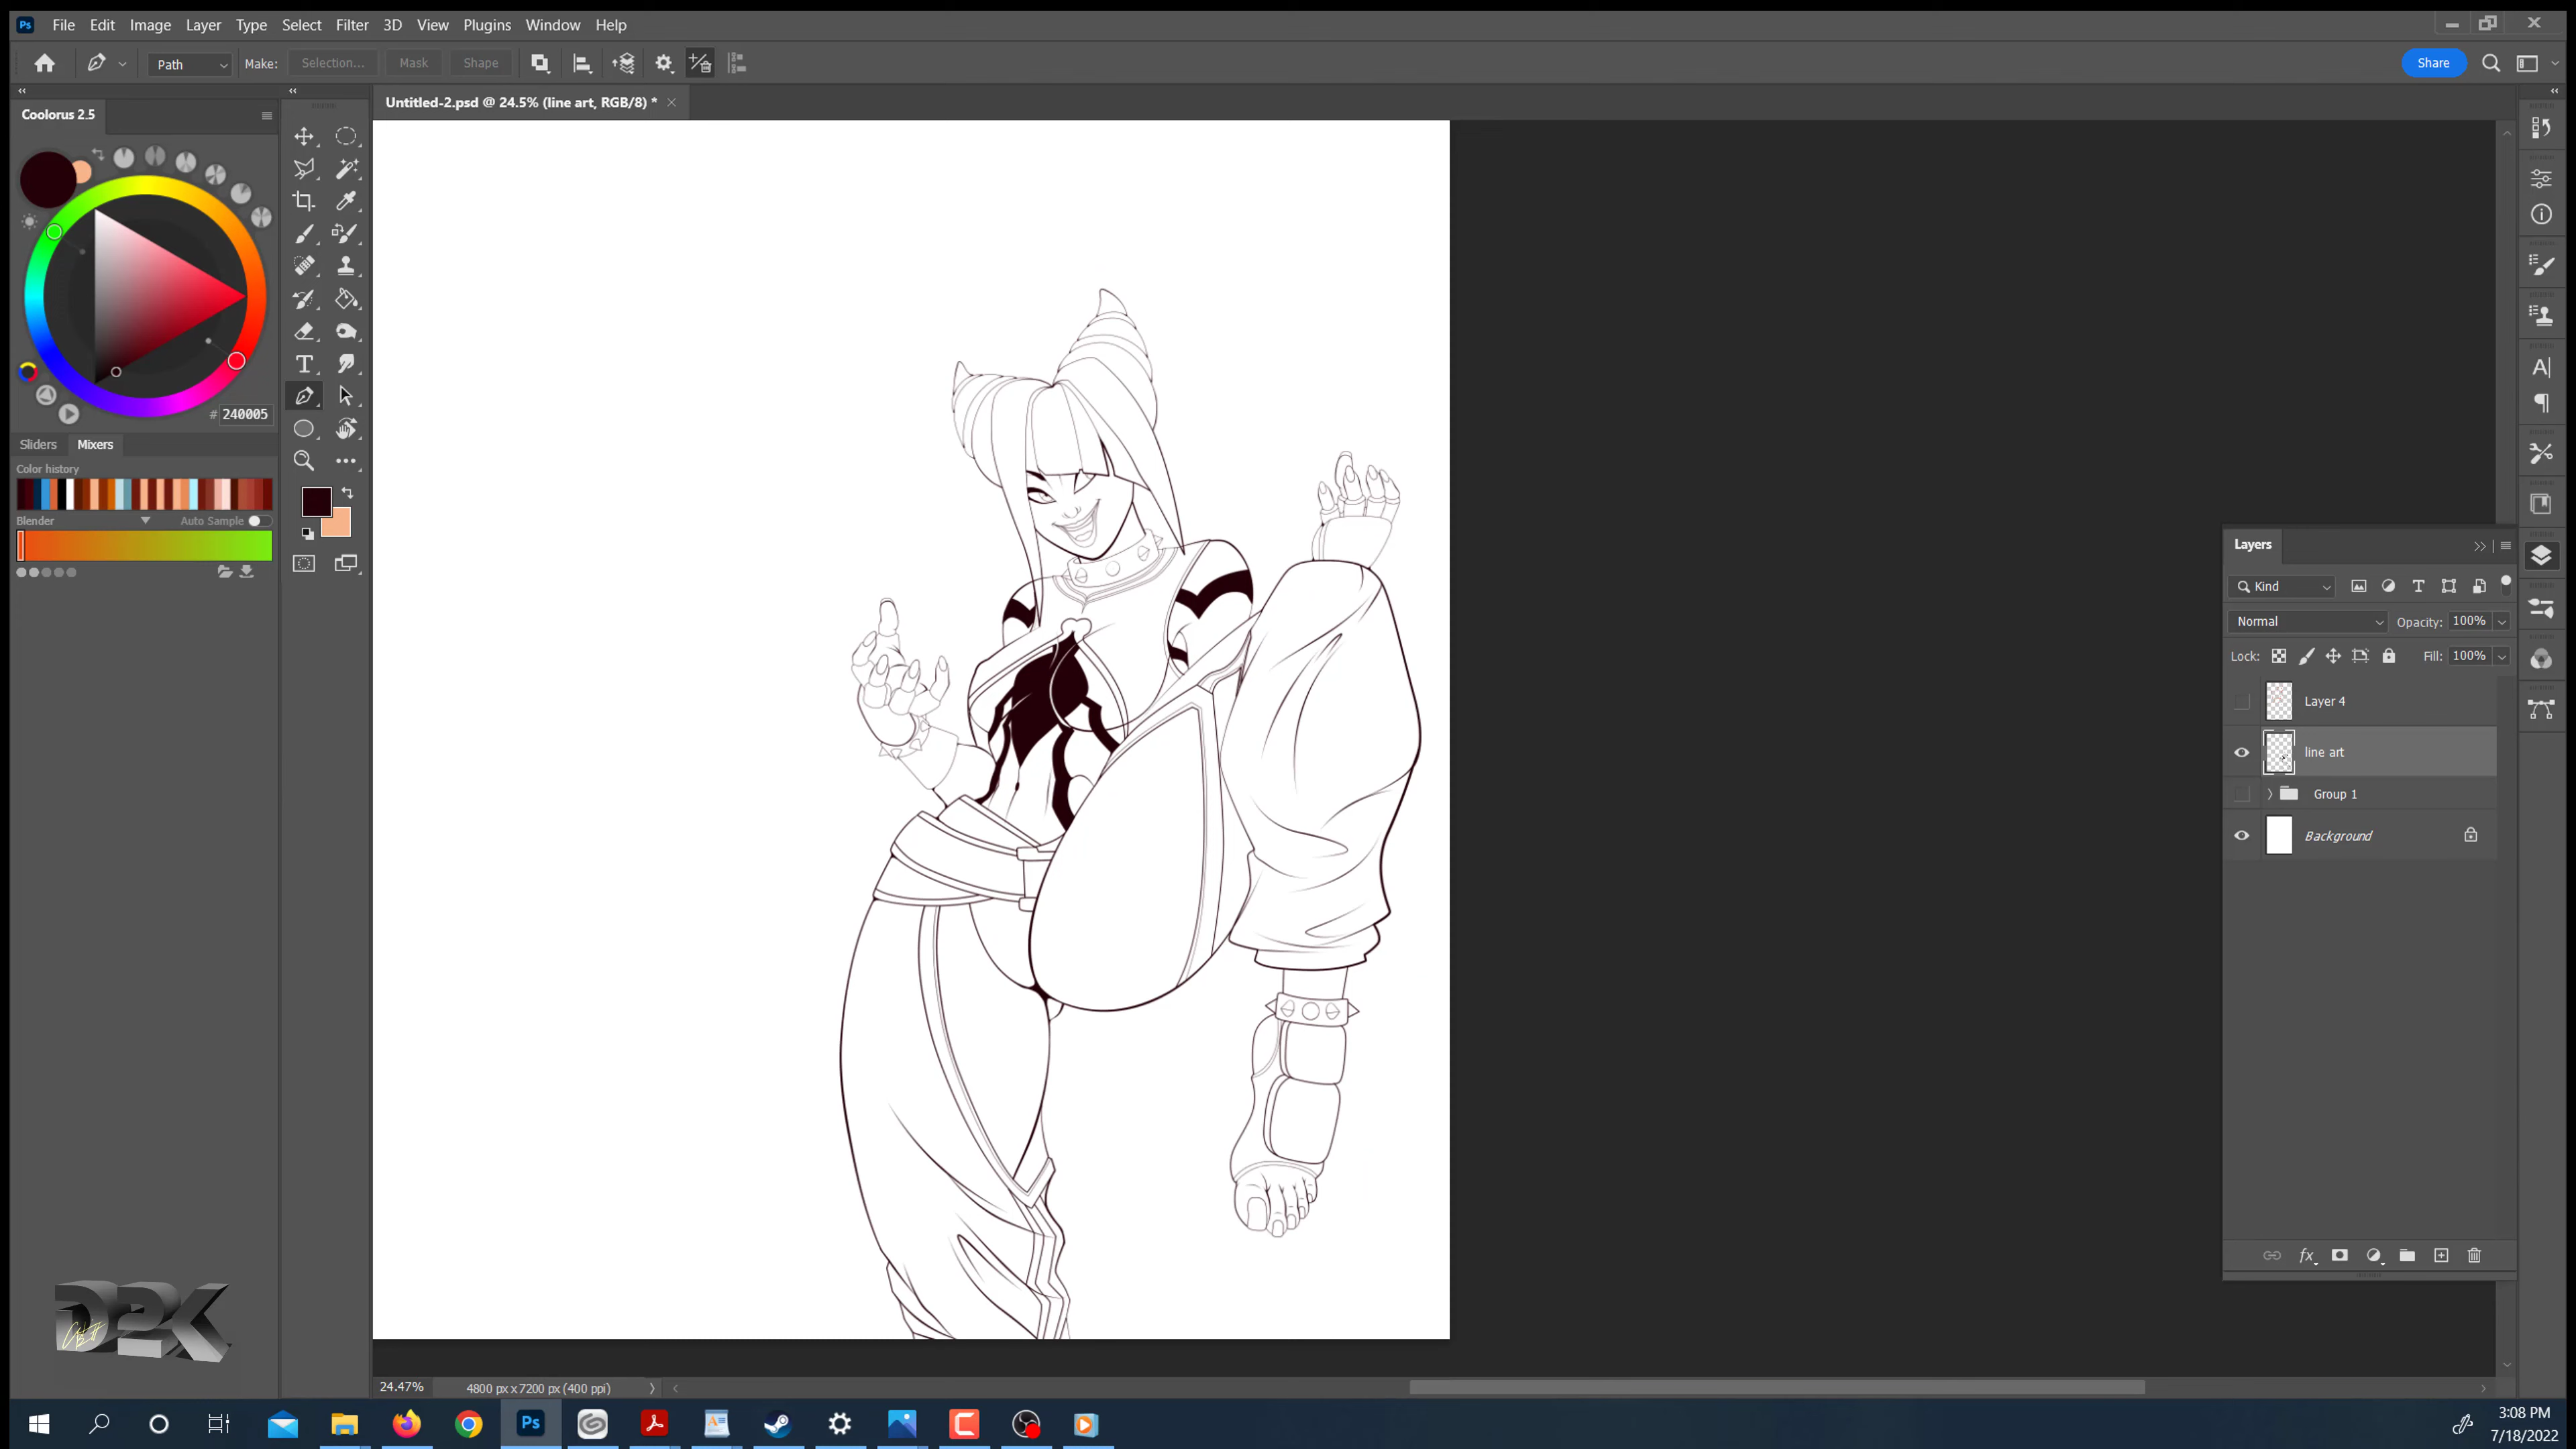 File Edit Image Layer Type Select Filter 3D View Plugins Window Help
Path Make: Selection... Mask Shape Share
Coolorus 2.5
Untitled-2.psd @ 24.5% (line art, RGB/8) *
# 240005
Sliders Mixers
Color history
Blender Auto Sample
Layers
Kind
Normal Opacity: 100%
Lock: Fill: 100%
Layer 4
line art
Group 1
Background
D2K
24.47% 4800 px x 7200 px (400 ppi)
3:08 PM
7/18/2022